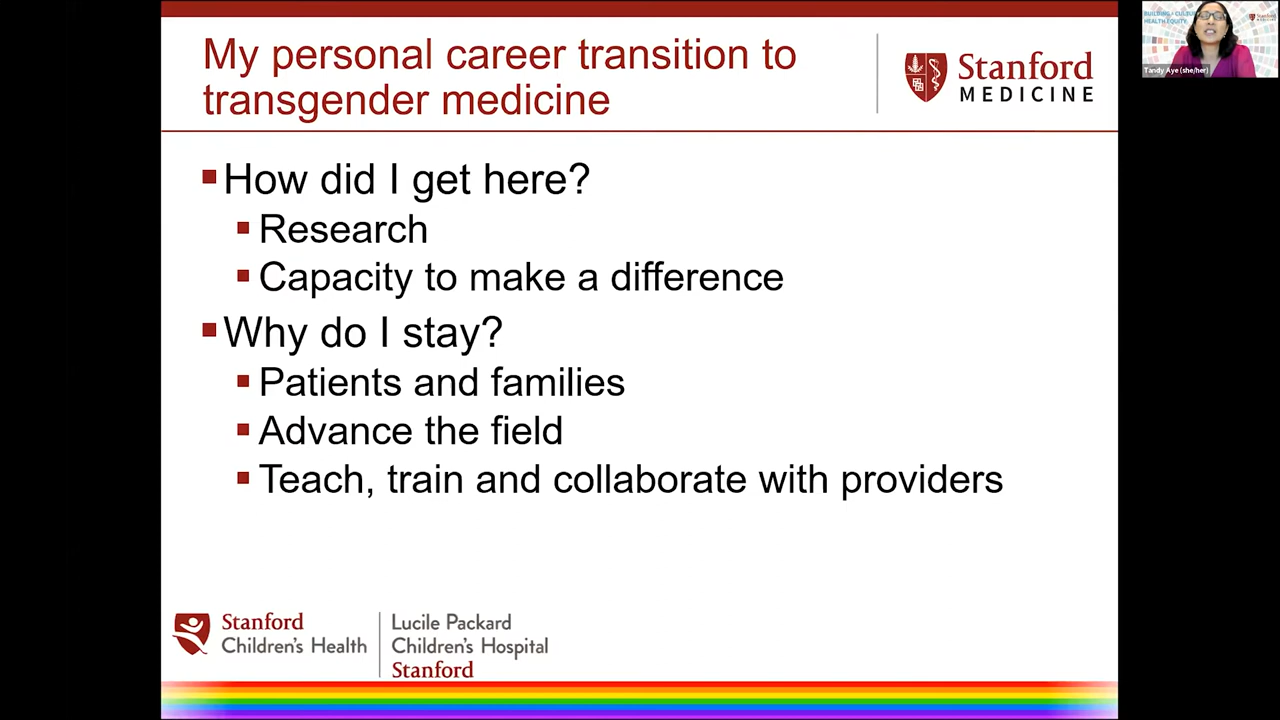 My personal career transition to
transgender medicine
Stanford
MEDICINE
How did I get here?
Research
Capacity to make a difference
Why do I stay?
Patients and families
Advance the field
Teach, train and collaborate with providers
Stanford
Children's Health
Lucile Packard
Children's Hospital
Stanford
HEALTH EQUITY
Tandy Aye (she/her)